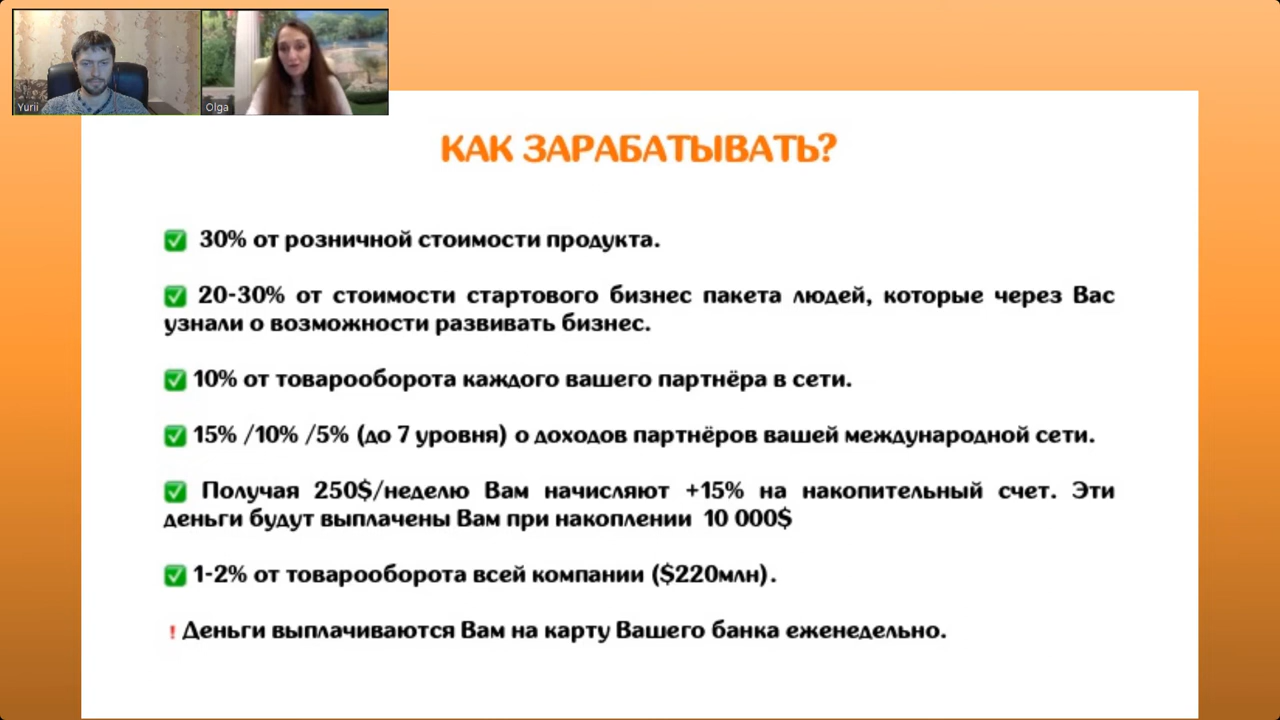 Yurii
Olga
КАК ЗАРАБАТЫВАТЬ?
✅ 30% от розничной стоимости продукта.
✅ 20-30% от стоимости стартового бизнес пакета людей, которые через Вас
узнали о возможности развивать бизнес.
✅ 10% от товарооборота каждого вашего партнёра в сети.
✅ 15% /10% /5% (до 7 уровня) о доходов партнёров вашей международной сети.
✅ Получая 250$/неделю Вам начисляют +15% на накопительный счет. Эти
деньги будут выплачены Вам при накоплении 10 000$
✅ 1-2% от товарооборота всей компании ($220млн).
❗Деньги выплачиваются Вам на карту Вашего банка еженедельно.